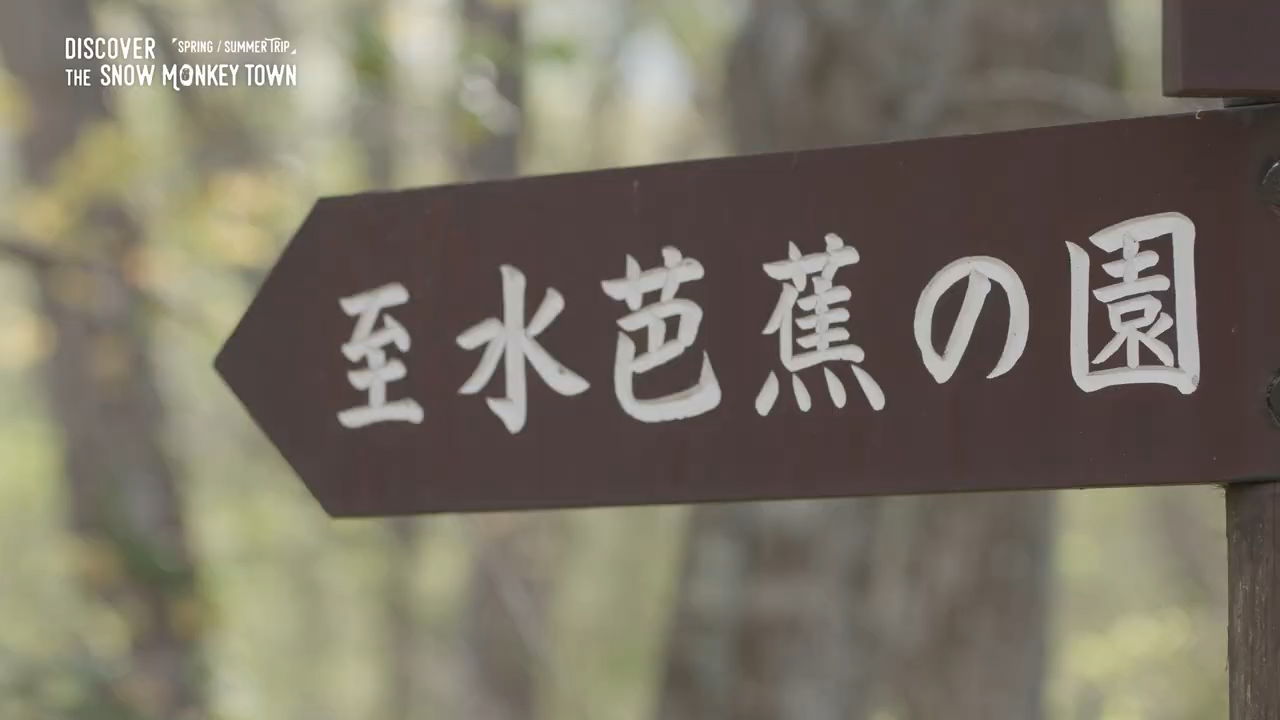 DISCOVER SPRING / SUMMER TRIP
THE SNOW MONKEY TOWN
至水芭蕉の園